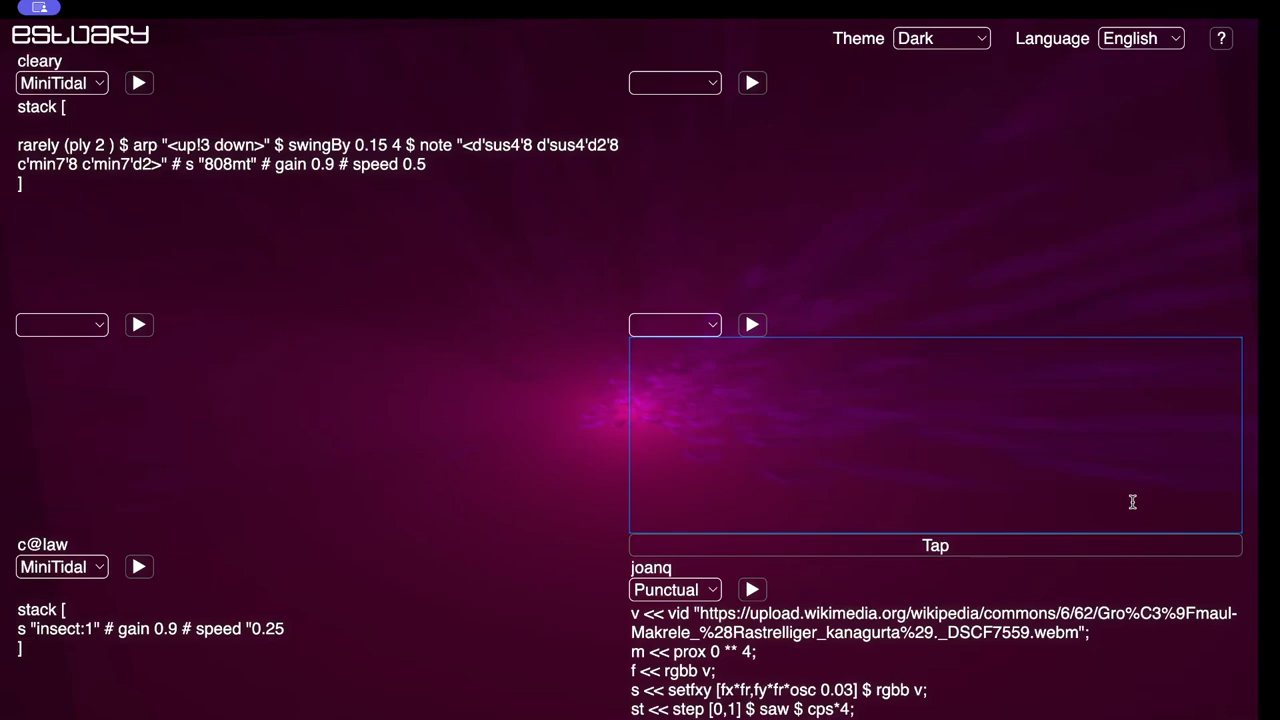 estuary
Theme Dark Language English ?
cleary
MiniTidal
stack [
rarely (ply 2 ) $ arp "<up!3 down>" $ swingBy 0.15 4 $ note "<d'sus4'8 d'sus4'd2'8
c'min7'8 c'min7'd2>" # s "808mt" # gain 0.9 # speed 0.5
]
c@law
MiniTidal
stack [
s "insect:1" # gain 0.9 # speed "0.25
]
Tap
joanq
Punctual
v << vid "https://upload.wikimedia.org/wikipedia/commons/6/62/Gro%C3%9Fmaul-
Makrele_%28Rastrelliger_kanagurta%29._DSCF7559.webm";
m << prox 0 ** 4;
f << rgbb v;
s << setfxy [fx*fr,fy*fr*osc 0.03] $ rgbb v;
st << step [0,1] $ saw $ cps*4;